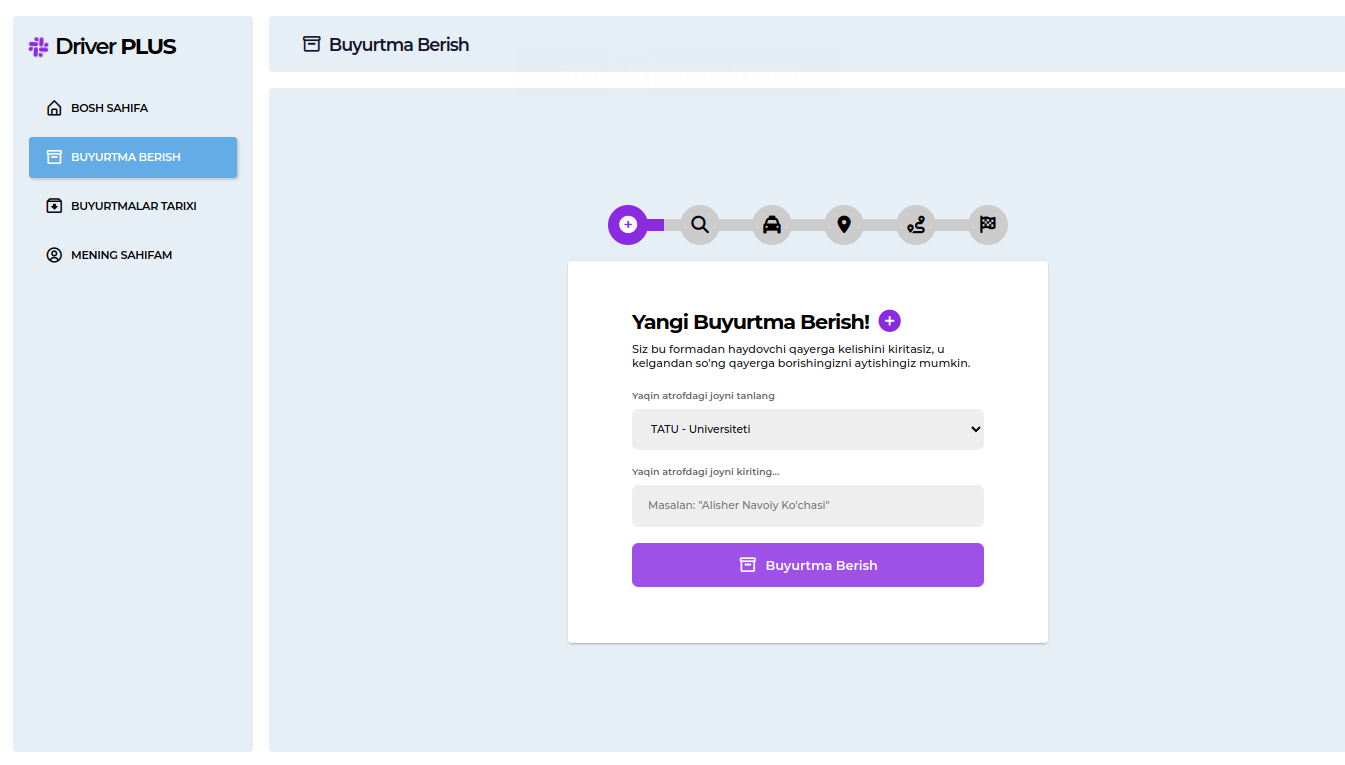 Driver PLUS
BOSH SAHIFA
BUYURTMA BERISH
BUYURTMALAR TARIXI
MENING SAHIFAM
Buyurtma Berish
Yangi Buyurtma Berish!
Siz bu formadan haydovchi qayerga kelishini kiritasiz, u
kelgandan so'ng qayerga borishingizni aytishingiz mumkin.
Yaqin atrofdagi joyni tanlang
TATU - Universiteti
Yaqin atrofdagi joyni kiriting...
Masalan: "Alisher Navoiy Ko'chasi"
Buyurtma Berish